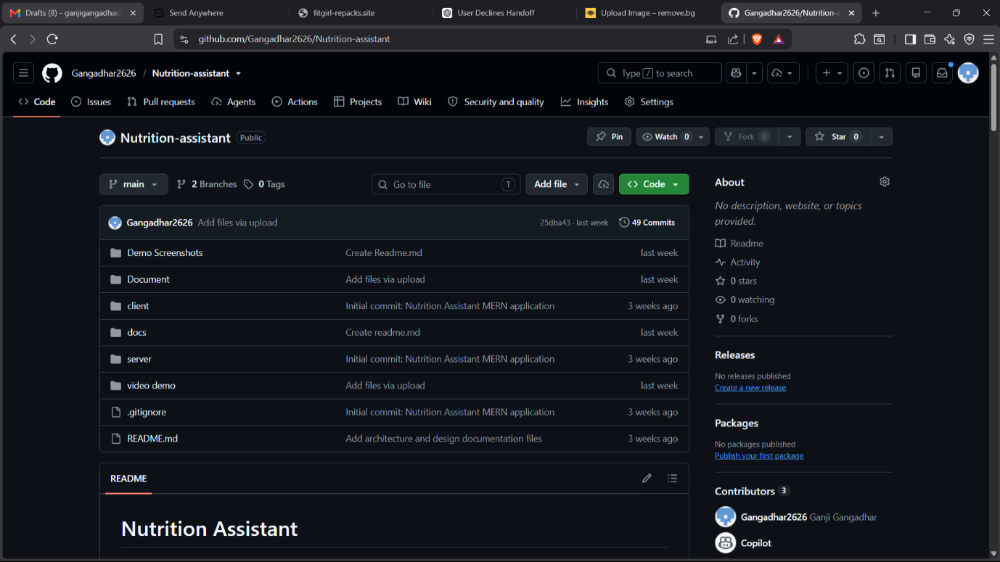 Drafts (8) - ganjigangadhar
Send Anywhere
fitgirl-repacks.site
User Declines Handoff
Upload Image – remove.bg
Gangadhar2626/Nutrition-a
github.com/Gangadhar2626/Nutrition-assistant
Gangadhar2626 / Nutrition-assistant
Type / to search
Code
Issues
Pull requests
Agents
Actions
Projects
Wiki
Security and quality
Insights
Settings
Nutrition-assistant Public
Pin
Watch 0
Fork 0
Star 0
main
2 Branches
0 Tags
Go to file T
Add file
Code
Gangadhar2626 Add files via upload 25dba43 · last week 49 Commits
Demo Screenshots Create Readme.md last week
Document Add files via upload last week
client Initial commit: Nutrition Assistant MERN application 3 weeks ago
docs Create readme.md last week
server Initial commit: Nutrition Assistant MERN application 3 weeks ago
video demo Add files via upload last week
.gitignore Initial commit: Nutrition Assistant MERN application 3 weeks ago
README.md Add architecture and design documentation files 3 weeks ago
README
Nutrition Assistant
About
No description, website, or topics
provided.
Readme
Activity
0 stars
0 watching
0 forks
Releases
No releases published
Create a new release
Packages
No packages published
Publish your first package
Contributors 3
Gangadhar2626 Ganji Gangadhar
Copilot